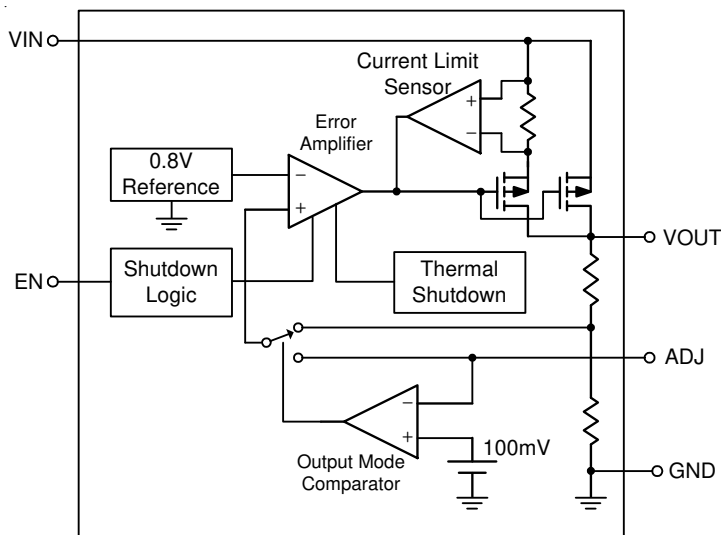 VIN
Current Limit
Sensor
+
−
Error
Amplifier
0.8V
Reference
−
+
VOUT
EN
Shutdown
Logic
Thermal
Shutdown
ADJ
−
+
100mV
Output Mode
Comparator
GND